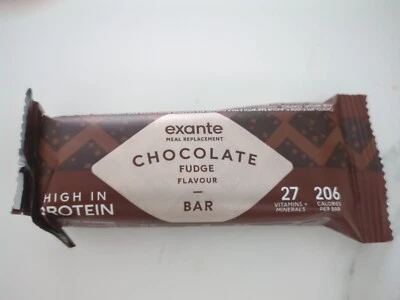 exante
MEAL REPLACEMENT
CHOCOLATE
FUDGE
FLAVOUR
BAR
HIGH IN
PROTEIN
27
VITAMINS +
MINERALS
206
CALORIES
PER BAR